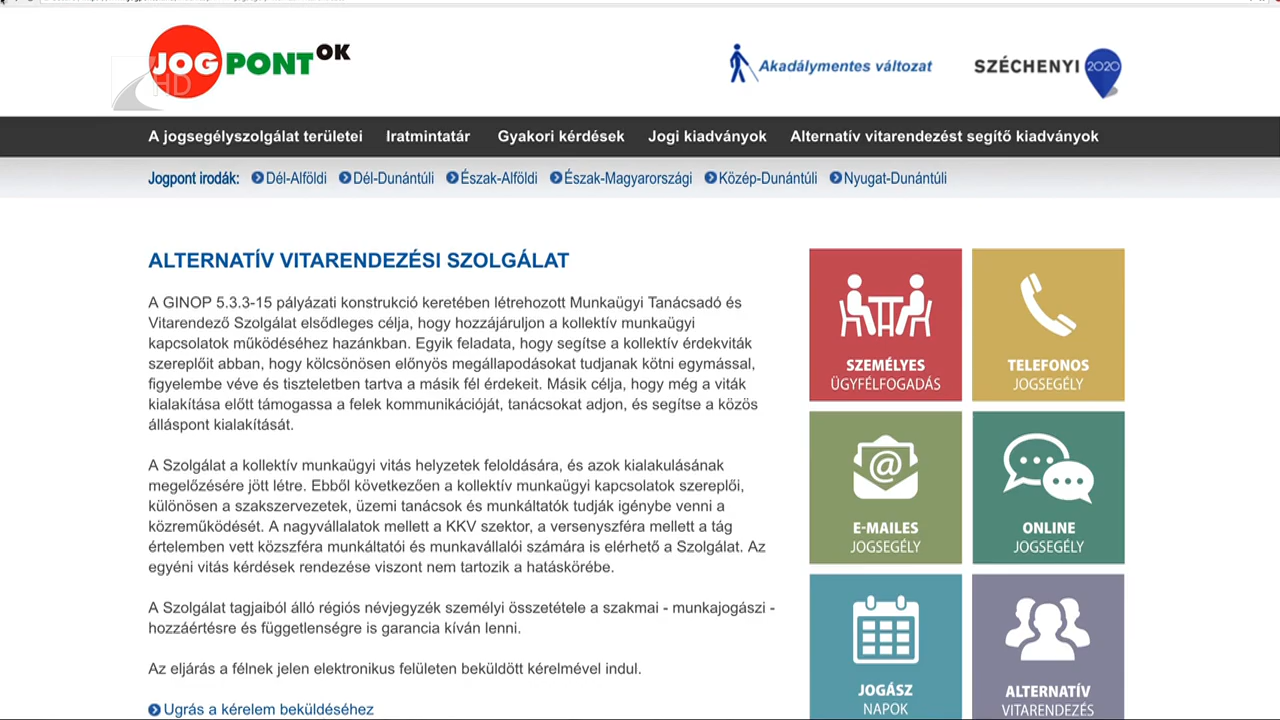 JOGPONTOK
HD
Akadálymentes változat
SZÉCHENYI 2020
A jogsegélyszolgálat területei Iratmintatár Gyakori kérdések Jogi kiadványok Alternatív vitarendezést segítő kiadványok
Jogpont irodák: Dél-Alföldi Dél-Dunántúli Észak-Alföldi Észak-Magyarországi Közép-Dunántúli Nyugat-Dunántúli
ALTERNATÍV VITARENDEZÉSI SZOLGÁLAT
A GINOP 5.3.3-15 pályázati konstrukció keretében létrehozott Munkaügyi Tanácsadó és
Vitarendező Szolgálat elsődleges célja, hogy hozzájáruljon a kollektív munkaügyi
kapcsolatok működéséhez hazánkban. Egyik feladata, hogy segítse a kollektív érdekviták
szereplőit abban, hogy kölcsönösen előnyös megállapodásokat tudjanak kötni egymással,
figyelembe véve és tiszteletben tartva a másik fél érdekeit. Másik célja, hogy még a viták
kialakítása előtt támogassa a felek kommunikációját, tanácsokat adjon, és segítse a közös
álláspont kialakítását.
A Szolgálat a kollektív munkaügyi vitás helyzetek feloldására, és azok kialakulásának
megelőzésére jött létre. Ebből következően a kollektív munkaügyi kapcsolatok szereplői,
különösen a szakszervezetek, üzemi tanácsok és munkáltatók tudják igénybe venni a
közreműködését. A nagyvállalatok mellett a KKV szektor, a versenyszféra mellett a tág
értelemben vett közszféra munkáltatói és munkavállalói számára is elérhető a Szolgálat. Az
egyéni vitás kérdések rendezése viszont nem tartozik a hatáskörébe.
A Szolgálat tagjaiból álló régiós névjegyzék személyi összetétele a szakmai - munkajogászi -
hozzáértésre és függetlenségre is garancia kíván lenni.
Az eljárás a félnek jelen elektronikus felületen beküldött kérelmével indul.
Ugrás a kérelem beküldéséhez
SZEMÉLYES
ÜGYFÉLFOGADÁS
TELEFONOS
JOGSEGÉLY
E-MAILES
JOGSEGÉLY
ONLINE
JOGSEGÉLY
JOGÁSZ
NAPOK
ALTERNATÍV
VITARENDEZÉS